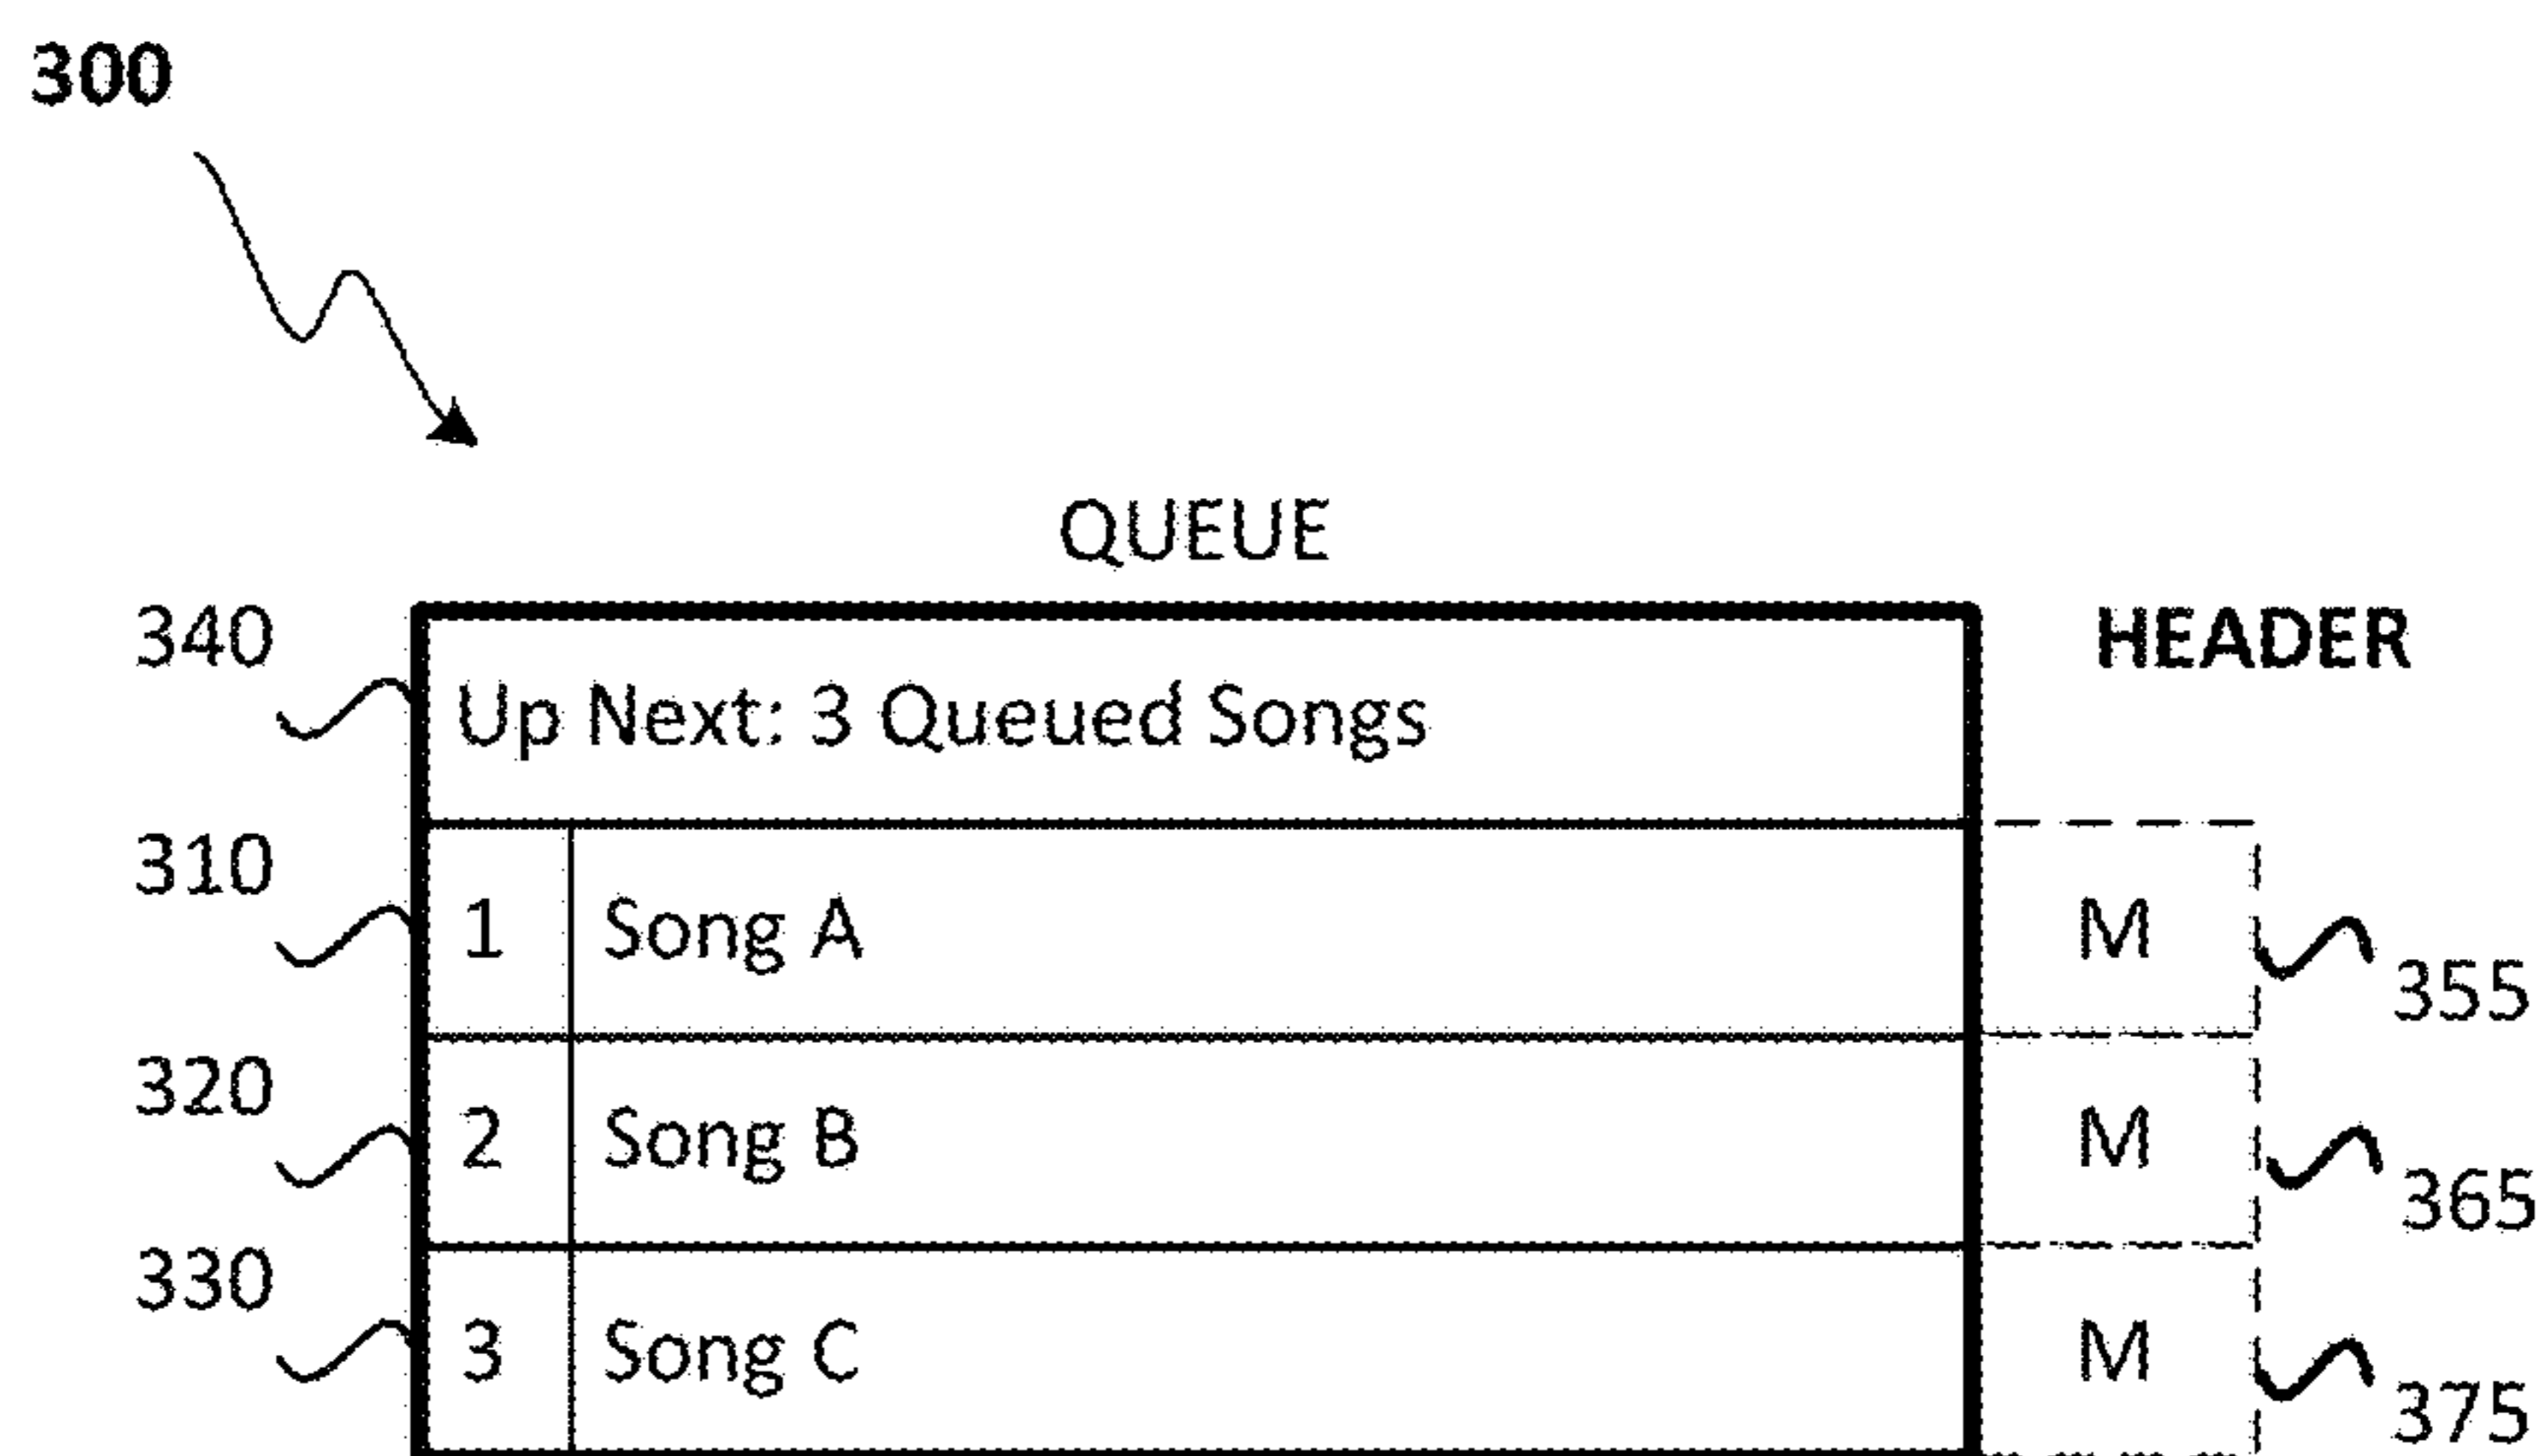 300
QUEUE
340 HEADER
Up Next: 3 Queued Songs
310
1 Song A M
355
320
2 Song B M
365
330
3 Song C M
375